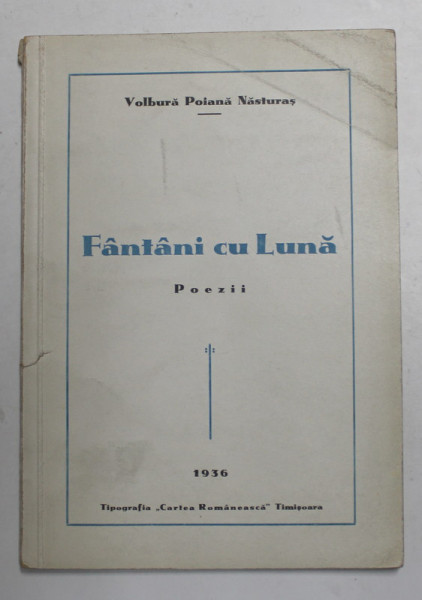 Volbură Poiană Năsturaș
Fântâni cu Lună
Poezii
1936
Tipografia „Cartea Românească" Timișoara